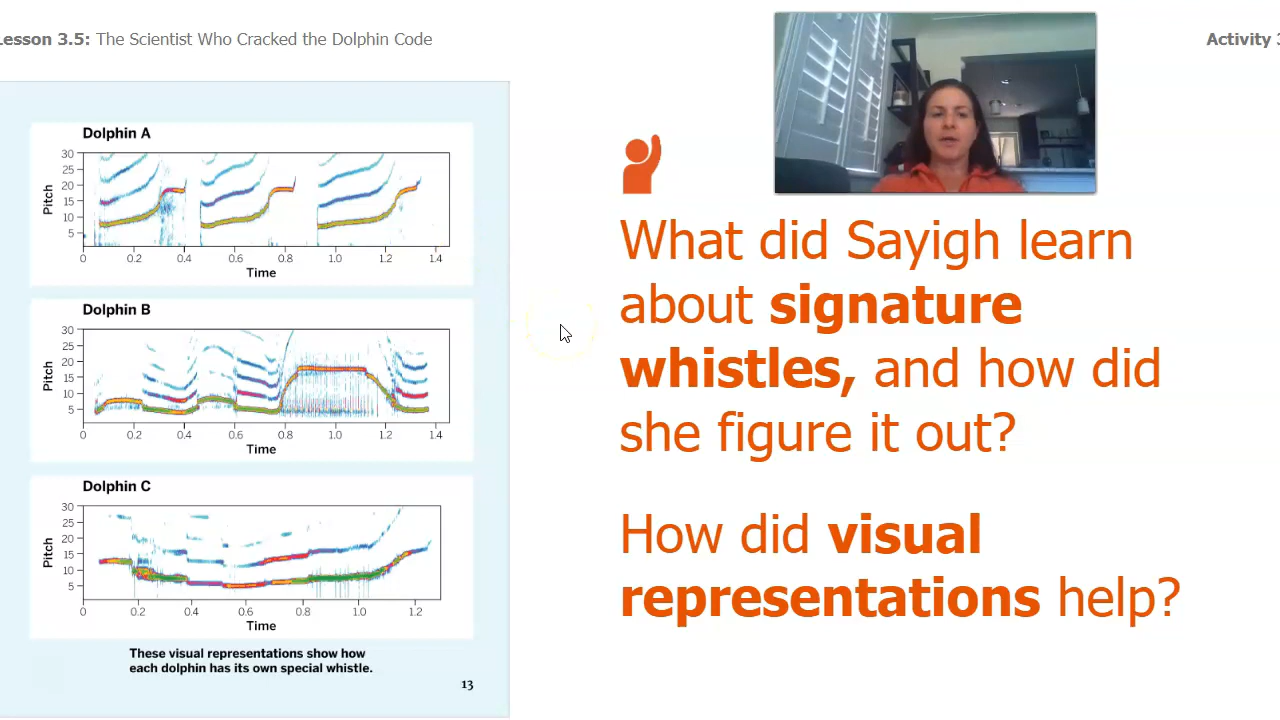 Lesson 3.5: The Scientist Who Cracked the Dolphin Code
Activity 3
Dolphin A
30
25
20
15
10
5
Pitch
0 0.2 0.4 0.6 0.8 1.0 1.2 1.4
Time
Dolphin B
30
25
20
15
10
5
Pitch
0 0.2 0.4 0.6 0.8 1.0 1.2 1.4
Time
Dolphin C
30
25
20
15
10
5
Pitch
0 0.2 0.4 0.6 0.8 1.0 1.2
Time
These visual representations show how
each dolphin has its own special whistle.
13
What did Sayigh learn
about signature
whistles, and how did
she figure it out?
How did visual
representations help?